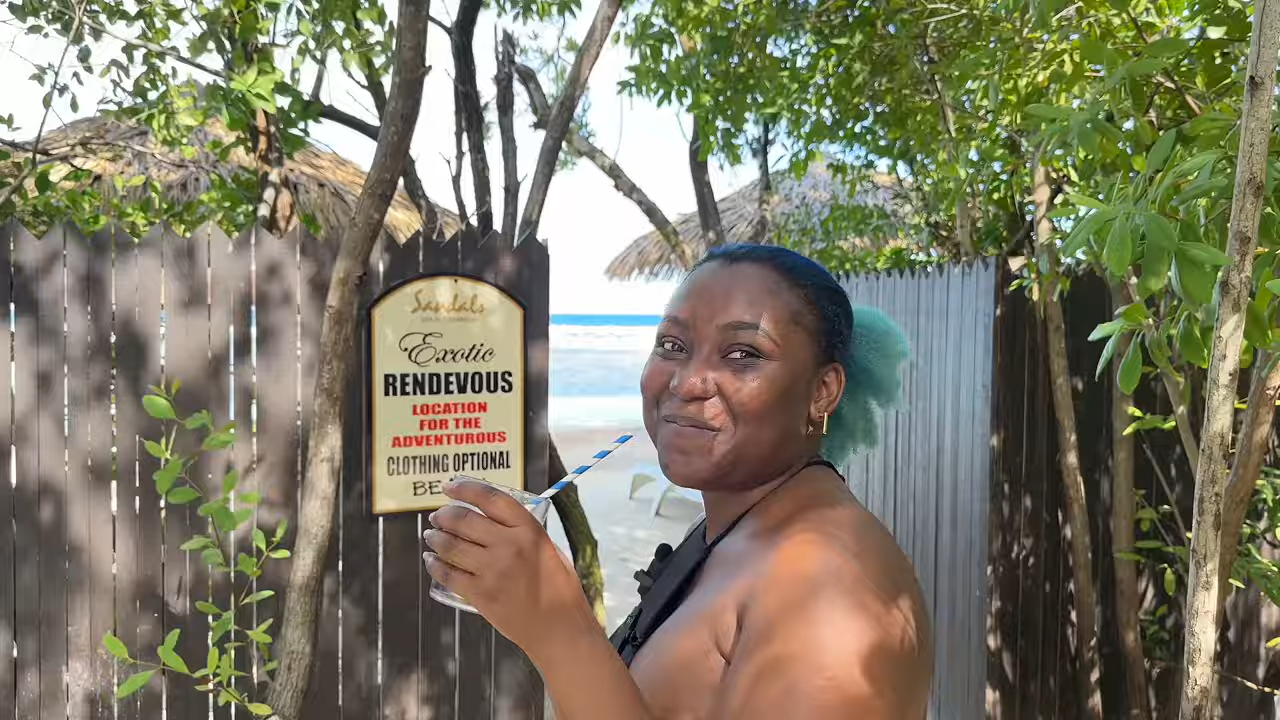 Sandals
Exotic
RENDEVOUS
LOCATION
FOR THE
ADVENTUROUS
CLOTHING OPTIONAL